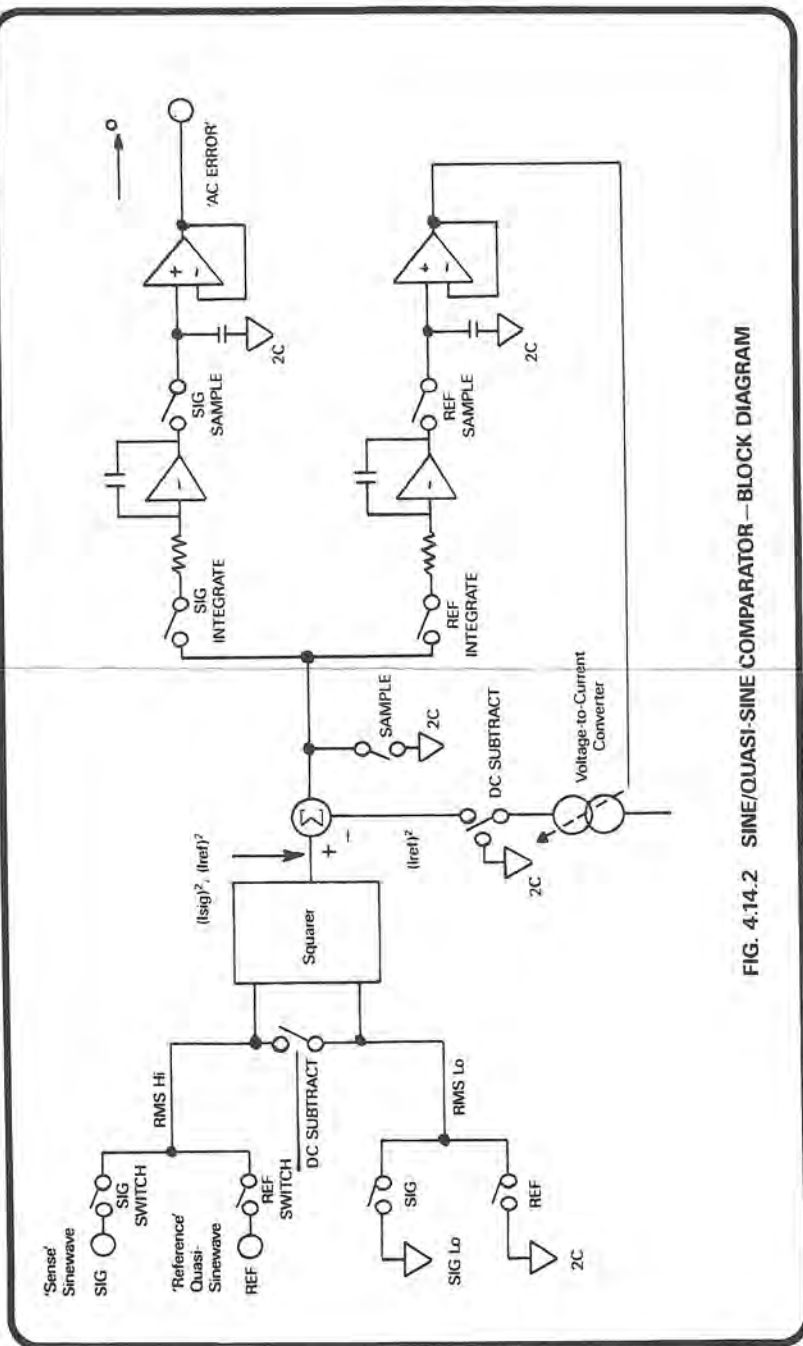 'Sense'
Sinewave
SIG
SIG
SWITCH
'Reference'
Quasi-
Sinewave
REF
REF
SWITCH
RMS Hi
DC SUBTRACT
SIG
SIG Lo
REF
2C
RMS Lo
Squarer
(Isig)², (Iref)²
+
−
Σ
(Iref)²
SAMPLE
2C
DC SUBTRACT
2C
Voltage-to-Current
Converter
SIG
INTEGRATE
−
SIG
SAMPLE
2C
+
−
'AC ERROR'
o
REF
INTEGRATE
−
REF
SAMPLE
2C
+
−
FIG. 4.14.2 SINE/QUASI-SINE COMPARATOR – BLOCK DIAGRAM